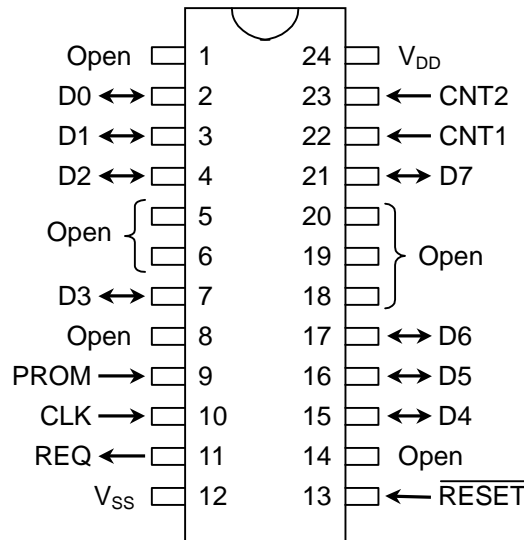 Open 1 24 VDD
D0 2 23 CNT2
D1 3 22 CNT1
D2 4 21 D7
5 20
Open 6 19 Open
D3 7 18
Open 8 17 D6
PROM 9 16 D5
CLK 10 15 D4
REQ 11 14 Open
VSS 12 13 RESET